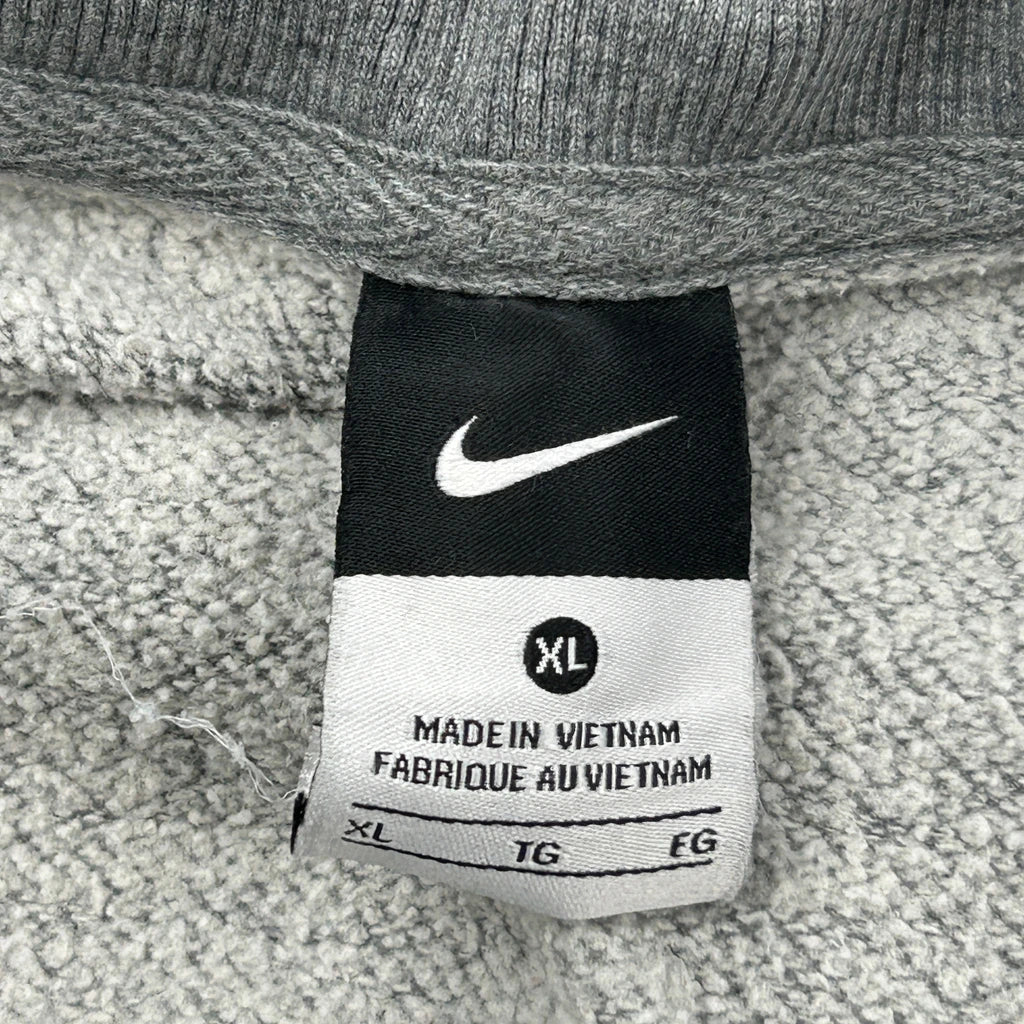 XL
MADE IN VIETNAM
FABRIQUE AU VIETNAM
XL TG EG